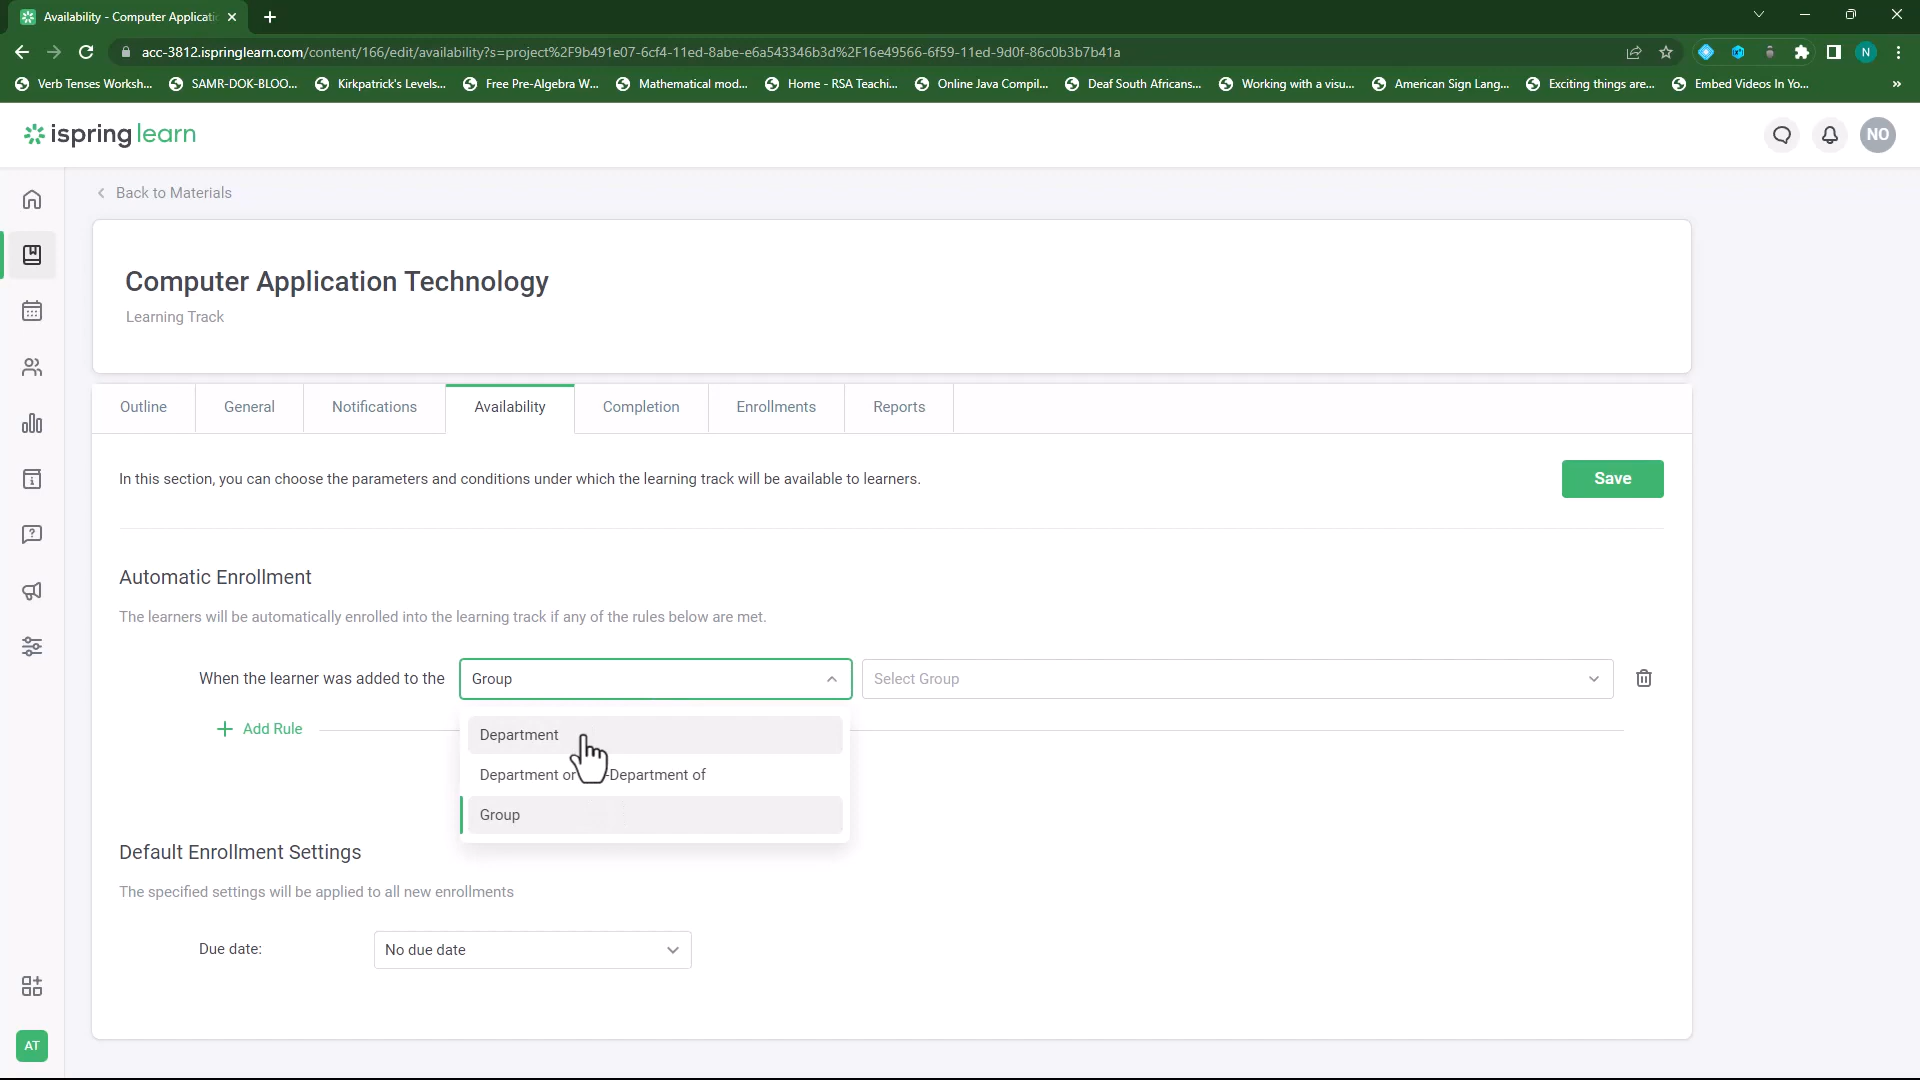 Availability - Computer Applicati
acc-3812.ispringlearn.com/content/166/edit/availability?s=project%2F9b491e07-6cf4-11ed-8abe-e6a543346b3d%2F16e49566-6f59-11ed-9d0f-86c0b3b7b41a
N
Verb Tenses Worksh... SAMR-DOK-BLOO... Kirkpatrick's Levels... Free Pre-Algebra W... Mathematical mod... Home - RSA Teachi... Online Java Compil... Deaf South Africans... Working with a visu... American Sign Lang... Exciting things are... Embed Videos In Yo... »
ispring learn
NO
Back to Materials
Computer Application Technology
Learning Track
Outline General Notifications Availability Completion Enrollments Reports
In this section, you can choose the parameters and conditions under which the learning track will be available to learners.
Save
Automatic Enrollment
The learners will be automatically enrolled into the learning track if any of the rules below are met.
When the learner was added to the Group Select Group
Add Rule
Department
Department or -Department of
Group
Default Enrollment Settings
The specified settings will be applied to all new enrollments
Due date: No due date
AT